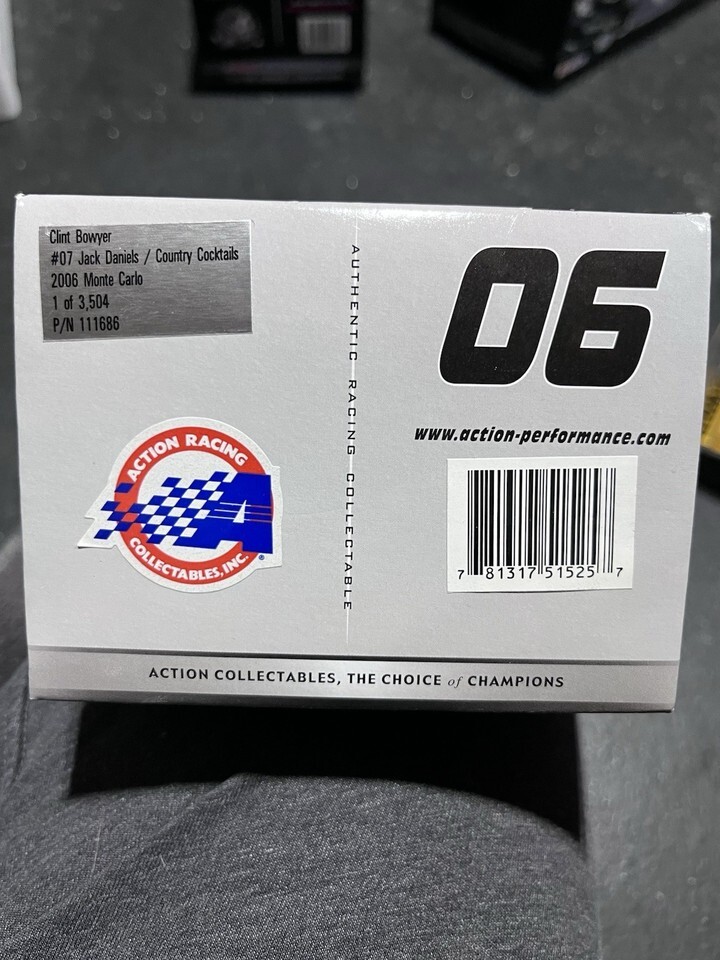 Clint Bowyer
#07 Jack Daniels / Country Cocktails
2006 Monte Carlo
1 of 3,504
P/N 111686
AUTHENTIC RACING COLLECTABLE
06
www.action-performance.com
ACTION RACING
A
COLLECTABLES, INC.®
7 81317 51525 7
ACTION COLLECTABLES, THE CHOICE of CHAMPIONS